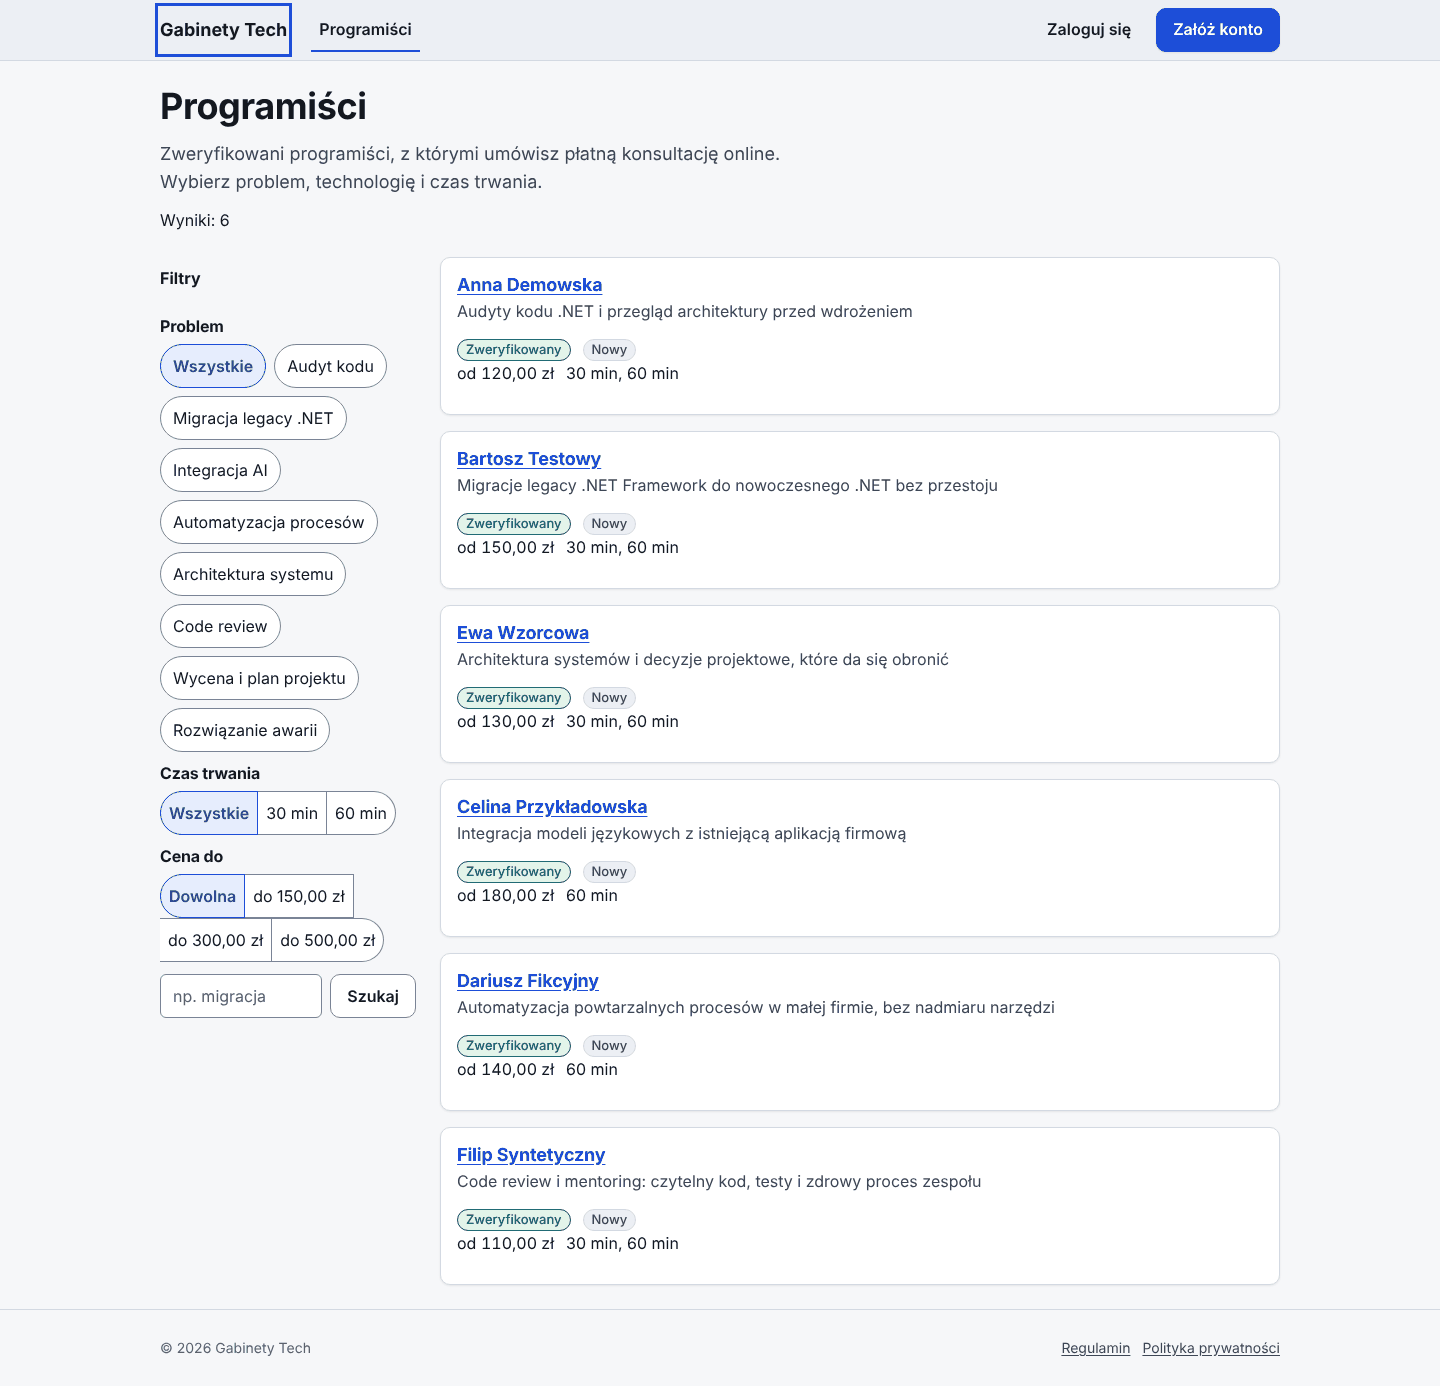 Gabinety Tech
Programiści
Zaloguj się
Załóż konto
Programiści
Zweryfikowani programiści, z którymi umówisz płatną konsultację online.
Wybierz problem, technologię i czas trwania.
Wyniki: 6
Filtry
Problem
Wszystkie
Audyt kodu
Migracja legacy .NET
Integracja AI
Automatyzacja procesów
Architektura systemu
Code review
Wycena i plan projektu
Rozwiązanie awarii
Czas trwania
Wszystkie
30 min
60 min
Cena do
Dowolna
do 150,00 zł
do 300,00 zł
do 500,00 zł
np. migracja
Szukaj
Anna Demowska
Audyty kodu .NET i przegląd architektury przed wdrożeniem
Zweryfikowany Nowy
od 120,00 zł 30 min, 60 min
Bartosz Testowy
Migracje legacy .NET Framework do nowoczesnego .NET bez przestoju
Zweryfikowany Nowy
od 150,00 zł 30 min, 60 min
Ewa Wzorcowa
Architektura systemów i decyzje projektowe, które da się obronić
Zweryfikowany Nowy
od 130,00 zł 30 min, 60 min
Celina Przykładowska
Integracja modeli językowych z istniejącą aplikacją firmową
Zweryfikowany Nowy
od 180,00 zł 60 min
Dariusz Fikcyjny
Automatyzacja powtarzalnych procesów w małej firmie, bez nadmiaru narzędzi
Zweryfikowany Nowy
od 140,00 zł 60 min
Filip Syntetyczny
Code review i mentoring: czytelny kod, testy i zdrowy proces zespołu
Zweryfikowany Nowy
od 110,00 zł 30 min, 60 min
© 2026 Gabinety Tech
Regulamin Polityka prywatności